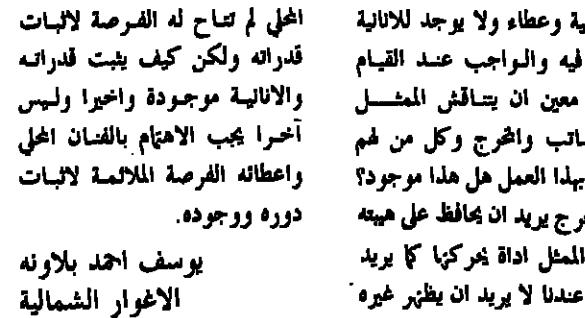 ية وعطاء ولا يوجد للانانية
فيه والواجب عند القيام
معين ان يتناقش الممثل
ـاتب والمخرج وكل من لهم
بهذا العمل هل هذا موجود؟
ـرج يريد ان يحافظ على هيبته
الممثل اداة يحركها كما يريد
عندنا لا يريد ان يظهر غيره
المحلي لم تتاح له الفرصة لاثبات
قدراته ولكن كيف يثبت قدراته
والانانية موجودة واخيرا وليس
آخرا يجب الاهتمام بالفنان المحلي
واعطائه الفرصة الملائمة لاثبات
دوره ووجوده.
يوسف احمد بلاونه
الاغوار الشمالية